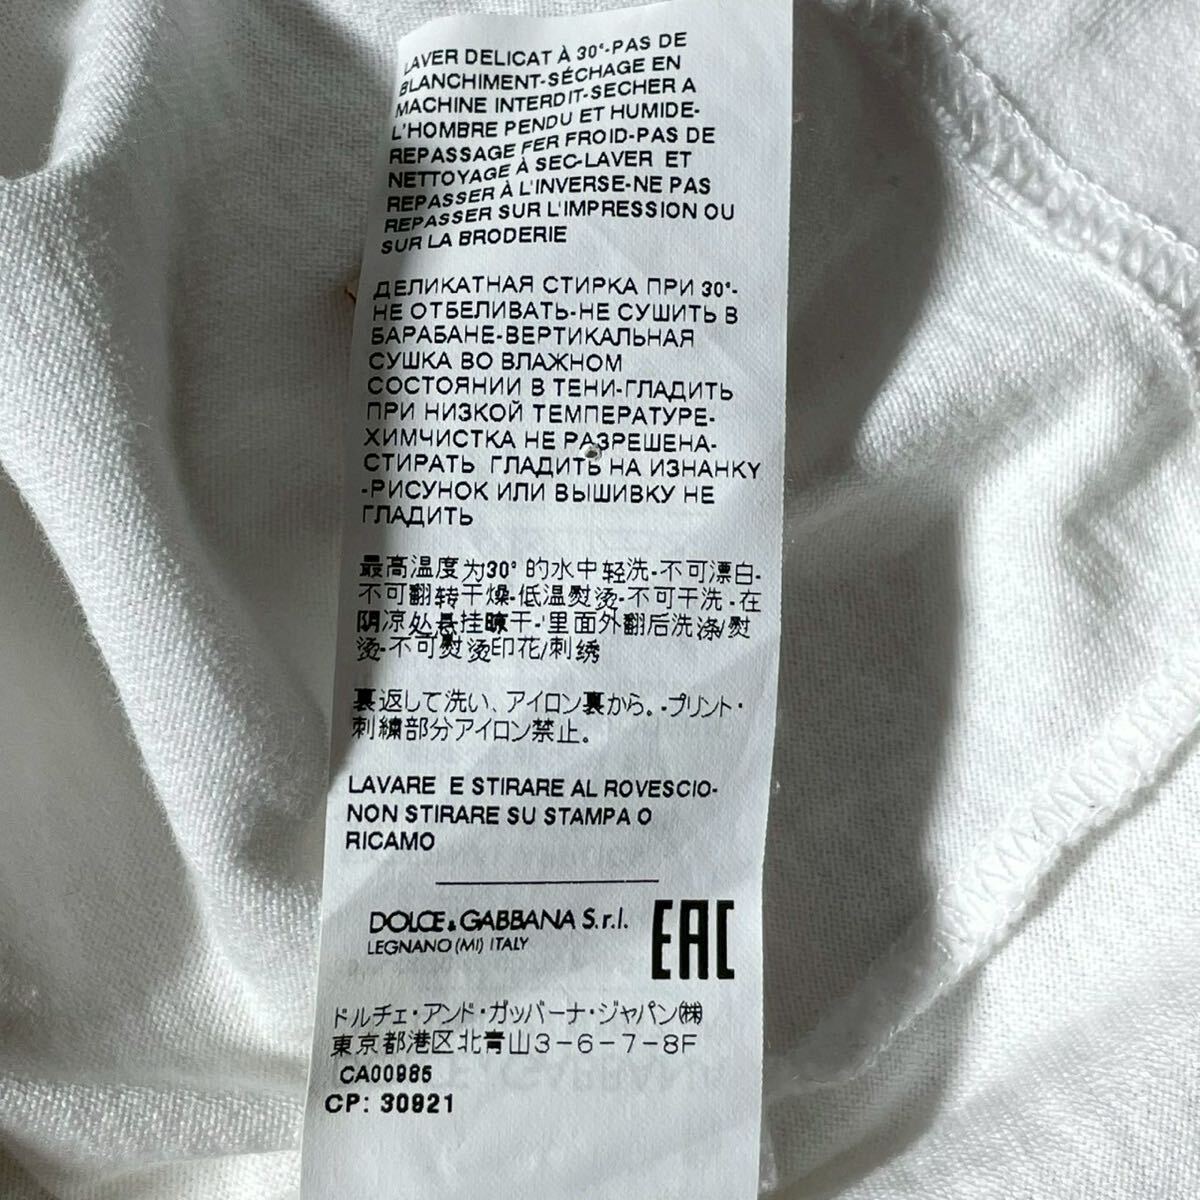 LAVER DELICAT À 30°-PAS DE
BLANCHIMENT-SÉCHAGE EN
MACHINE INTERDIT-SECHER A
L'HOMBRE PENDU ET HUMIDE-
REPASSAGE FER FROID-PAS DE
NETTOYAGE À SEC-LAVER ET
REPASSER À L'INVERSE-NE PAS
REPASSER SUR L'IMPRESSION OU
SUR LA BRODERIE
ДЕЛИКАТНАЯ СТИРКА ПРИ 30°-
НЕ ОТБЕЛИВАТЬ-НЕ СУШИТЬ В
БАРАБАНЕ-ВЕРТИКАЛЬНАЯ
СУШКА ВО ВЛАЖНОМ
СОСТОЯНИИ В ТЕНИ-ГЛАДИТЬ
ПРИ НИЗКОЙ ТЕМПЕРАТУРЕ-
ХИМЧИСТКА НЕ РАЗРЕШЕНА-
СТИРАТЬ ГЛАДИТЬ НА ИЗНАНКУ
-РИСУНОК ИЛИ ВЫШИВКУ НЕ
ГЛАДИТЬ
最高温度为30°的水中轻洗-不可漂白-
不可翻转干燥-低温熨烫-不可干洗-在
阴凉处悬挂晾干-里面外翻后洗涤/熨
烫-不可熨烫印花/刺绣
裏返して洗い、アイロン裏から。-プリント・
刺繍部分アイロン禁止。
LAVARE E STIRARE AL ROVESCIO-
NON STIRARE SU STAMPA O
RICAMO
DOLCE & GABBANA S.r.l.
LEGNANO (MI) ITALY
EAC
ドルチェ・アンド・ガッバーナ・ジャパン㈱
東京都港区北青山3-6-7-8F
CA00985
CP: 30921